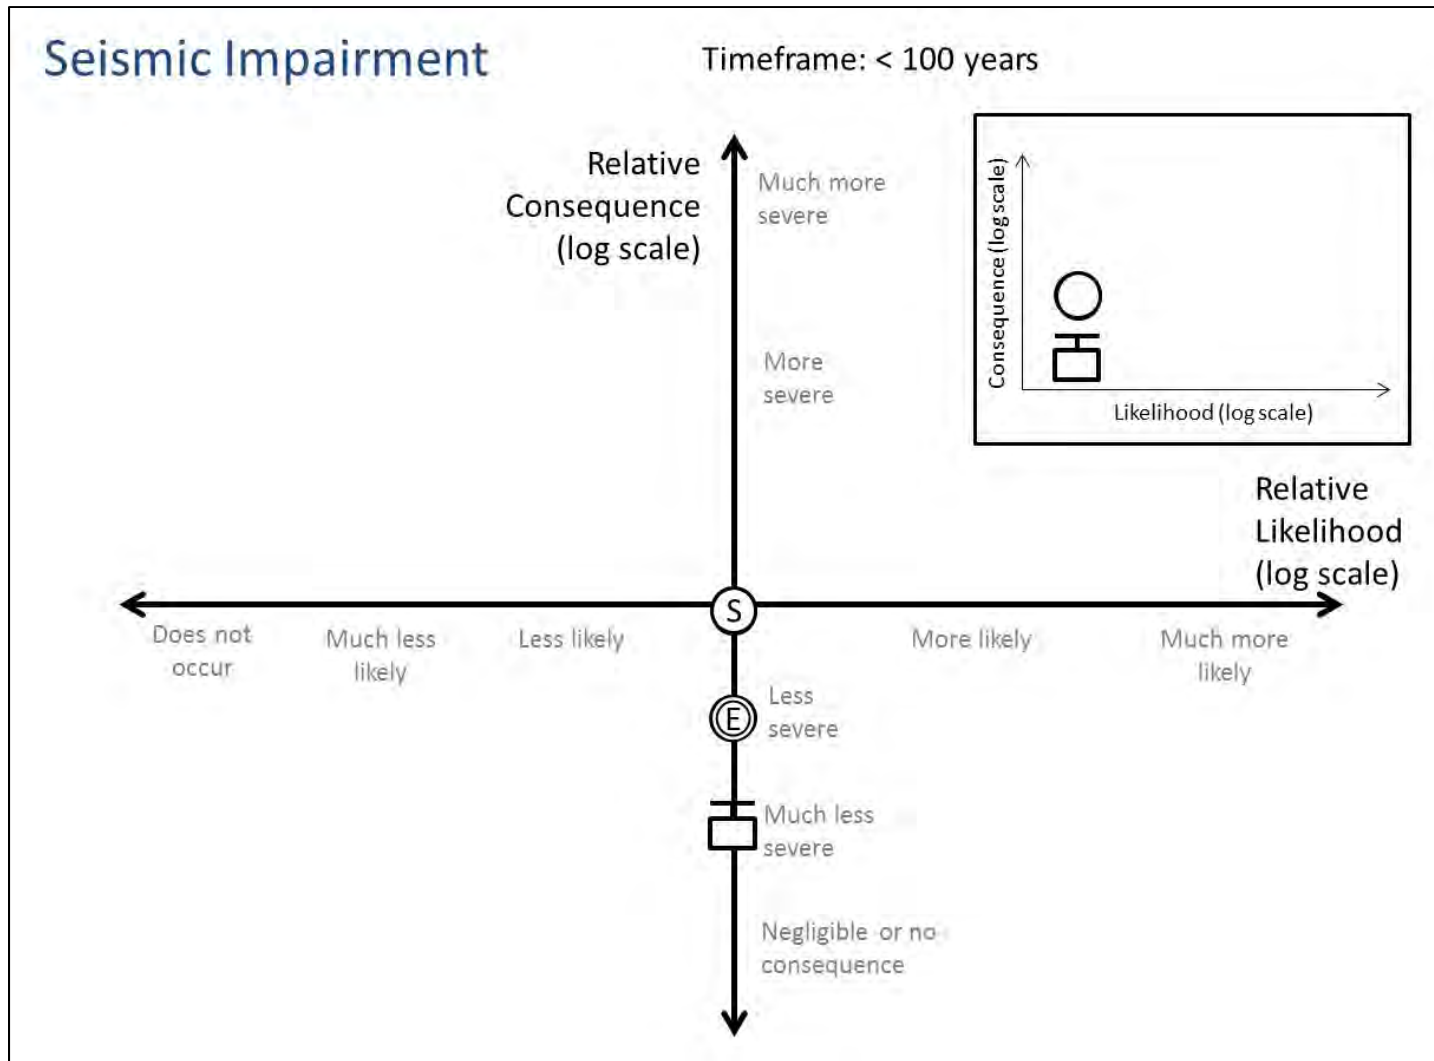 Seismic Impairment
Timeframe: < 100 years
Relative
Consequence
(log scale)
Much more
severe
More
severe
Consequence (log scale)
Likelihood (log scale)
Relative
Likelihood
(log scale)
S
Does not
occur
Much less
likely
Less likely
More likely
Much more
likely
E
Less
severe
Much less
severe
Negligible or no
consequence